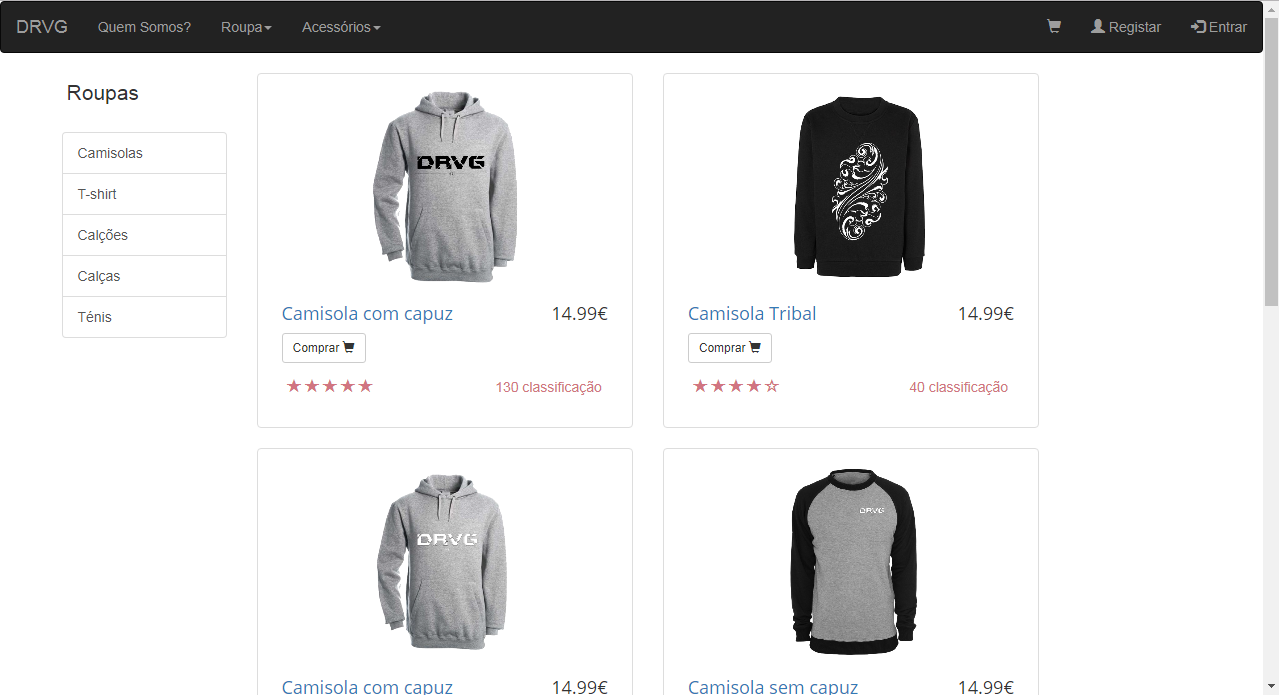 DRVG Quem Somos? Roupa Acessórios Registar Entrar
Roupas
Camisolas
T-shirt
Calções
Calças
Ténis
DRVG
Camisola com capuz 14.99€
Comprar
130 classificação
Camisola Tribal 14.99€
Comprar
40 classificação
DRVG
Camisola com capuz 14.99€
DRVG
Camisola sem capuz 14.99€